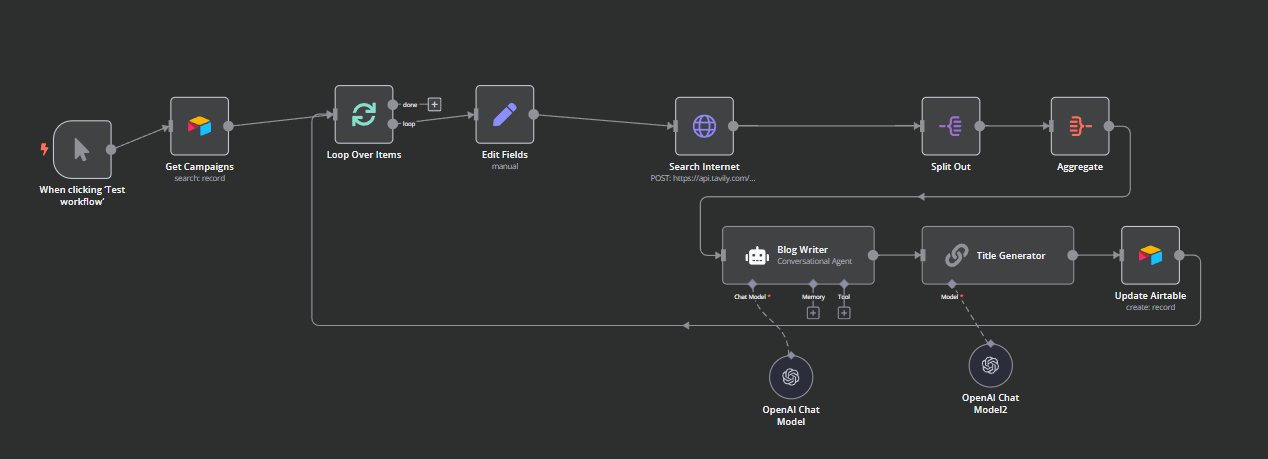 When clicking 'Test
workflow'
Get Campaigns
search: record
Loop Over Items
done
loop
Edit Fields
manual
Search Internet
POST: https://api.tavily.com/...
Split Out
Aggregate
Blog Writer
Conversational Agent
Chat Model *
Memory
Tool
Title Generator
Model *
Update Airtable
create: record
OpenAI Chat
Model
OpenAI Chat
Model2